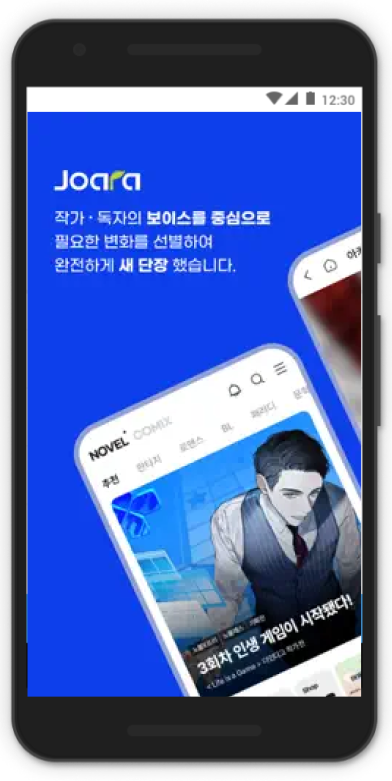 12:30
Joara
작가 · 독자의 보이스를 중심으로
필요한 변화를 선별하여
완전하게 새 단장 했습니다.
NOVEL COMIX
추천 판타지 로맨스 BL 패러디
3회차 인생 게임이 시작됐다!
< Life is a Game >
Shop